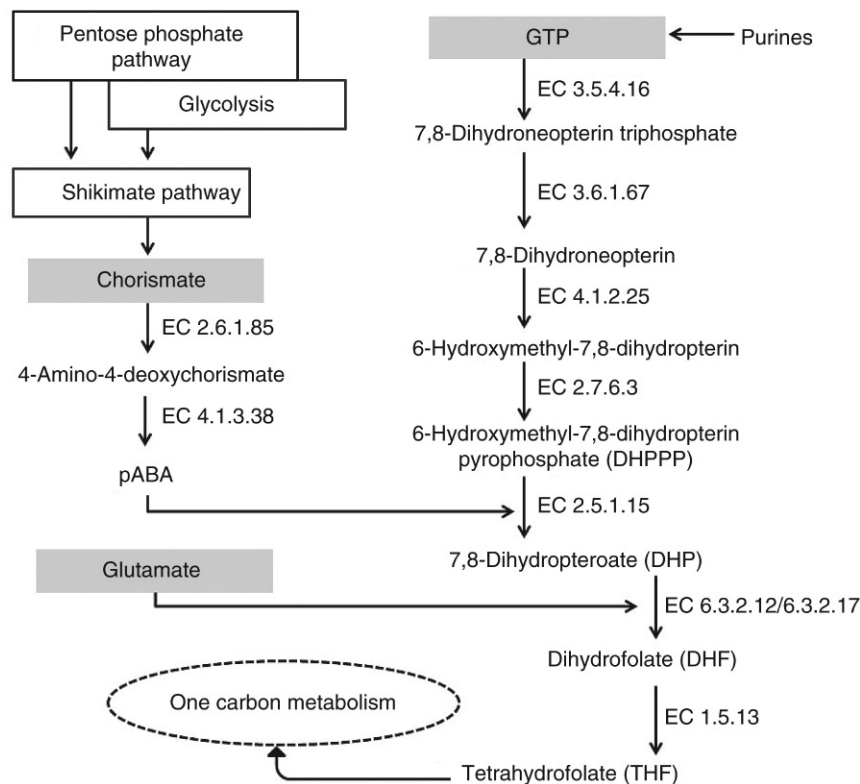 Pentose phosphate
pathway
Glycolysis
Shikimate pathway
Chorismate
EC 2.6.1.85
4-Amino-4-deoxychorismate
EC 4.1.3.38
pABA
Glutamate
One carbon metabolism
GTP
Purines
EC 3.5.4.16
7,8-Dihydroneopterin triphosphate
EC 3.6.1.67
7,8-Dihydroneopterin
EC 4.1.2.25
6-Hydroxymethyl-7,8-dihydropterin
EC 2.7.6.3
6-Hydroxymethyl-7,8-dihydropterin
pyrophosphate (DHPPP)
EC 2.5.1.15
7,8-Dihydropteroate (DHP)
EC 6.3.2.12/6.3.2.17
Dihydrofolate (DHF)
EC 1.5.13
Tetrahydrofolate (THF)